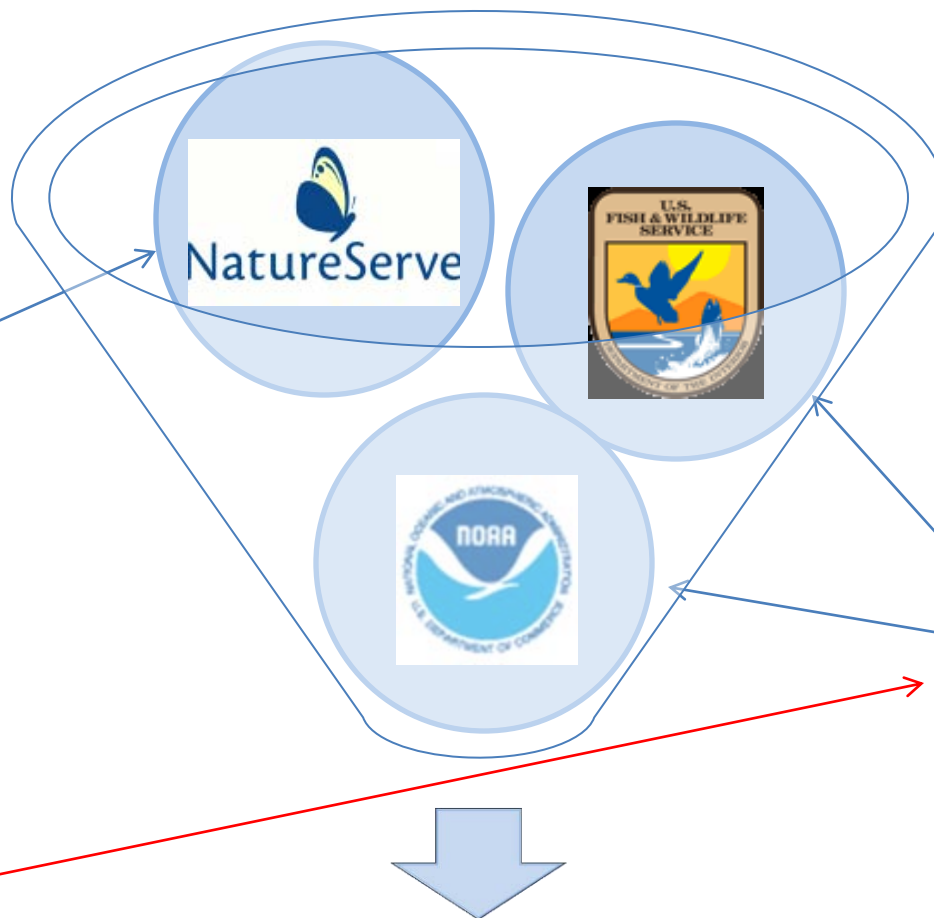 NatureServe
U.S.
FISH & WILDLIFE
SERVICE
DEPARTMENT OF THE INTERIOR
NATIONAL OCEANIC AND ATMOSPHERIC ADMINISTRATION
NOAA
U.S. DEPARTMENT OF COMMERCE